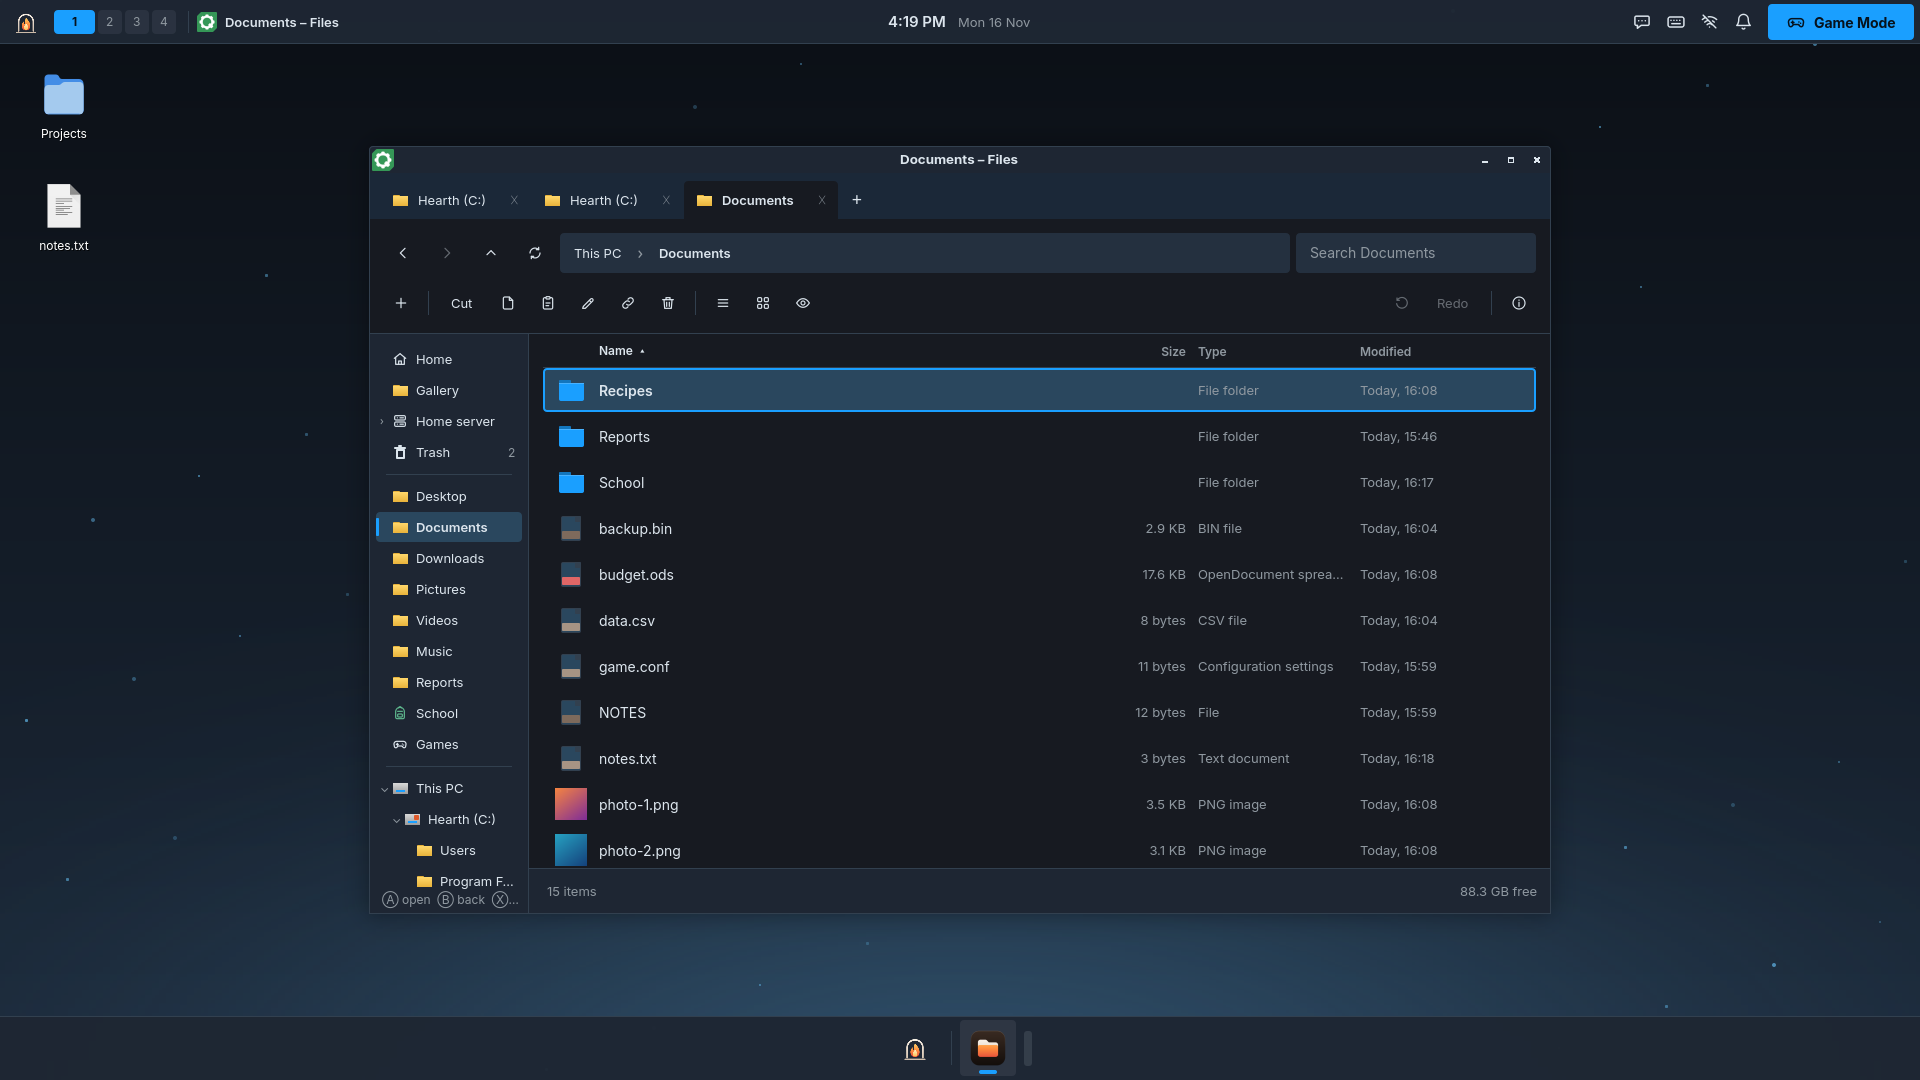 1 2 3 4 Documents – Files
4:19 PM Mon 16 Nov
Game Mode
Projects
notes.txt
Documents – Files
Hearth (C:) X Hearth (C:) X Documents X +
This PC › Documents
Search Documents
Cut
Redo
Home
Gallery
Home server
Trash 2
Desktop
Documents
Downloads
Pictures
Videos
Music
Reports
School
Games
This PC
Hearth (C:)
Users
Program F...
A open B back X...
Name Size Type Modified
Recipes File folder Today, 16:08
Reports File folder Today, 15:46
School File folder Today, 16:17
backup.bin 2.9 KB BIN file Today, 16:04
budget.ods 17.6 KB OpenDocument sprea... Today, 16:08
data.csv 8 bytes CSV file Today, 16:04
game.conf 11 bytes Configuration settings Today, 15:59
NOTES 12 bytes File Today, 15:59
notes.txt 3 bytes Text document Today, 16:18
photo-1.png 3.5 KB PNG image Today, 16:08
photo-2.png 3.1 KB PNG image Today, 16:08
15 items 88.3 GB free